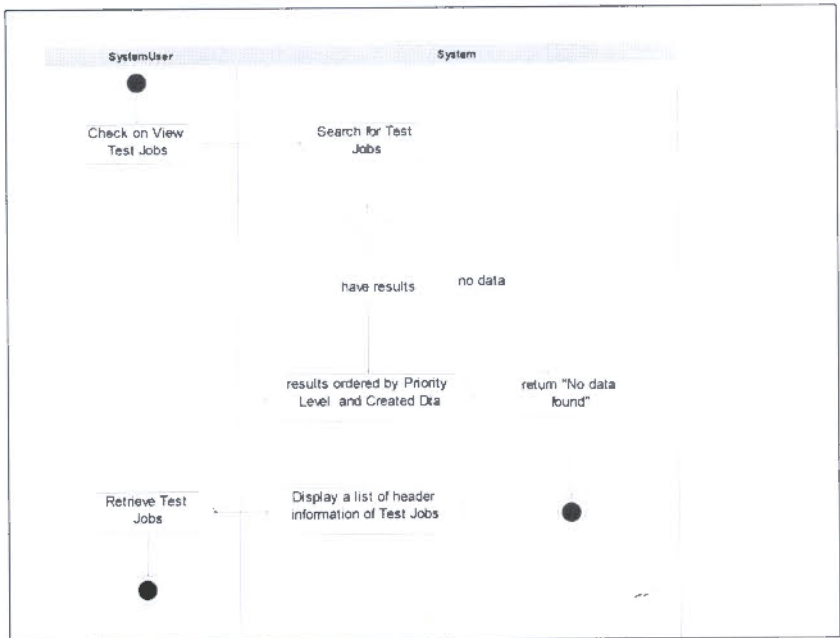 SystemUser
System
Check on View
Test Jobs
Search for Test
Jobs
have results
no data
results ordered by Priority
Level and Created Dta
return "No data
found"
Retrieve Test
Jobs
Display a list of header
information of Test Jobs